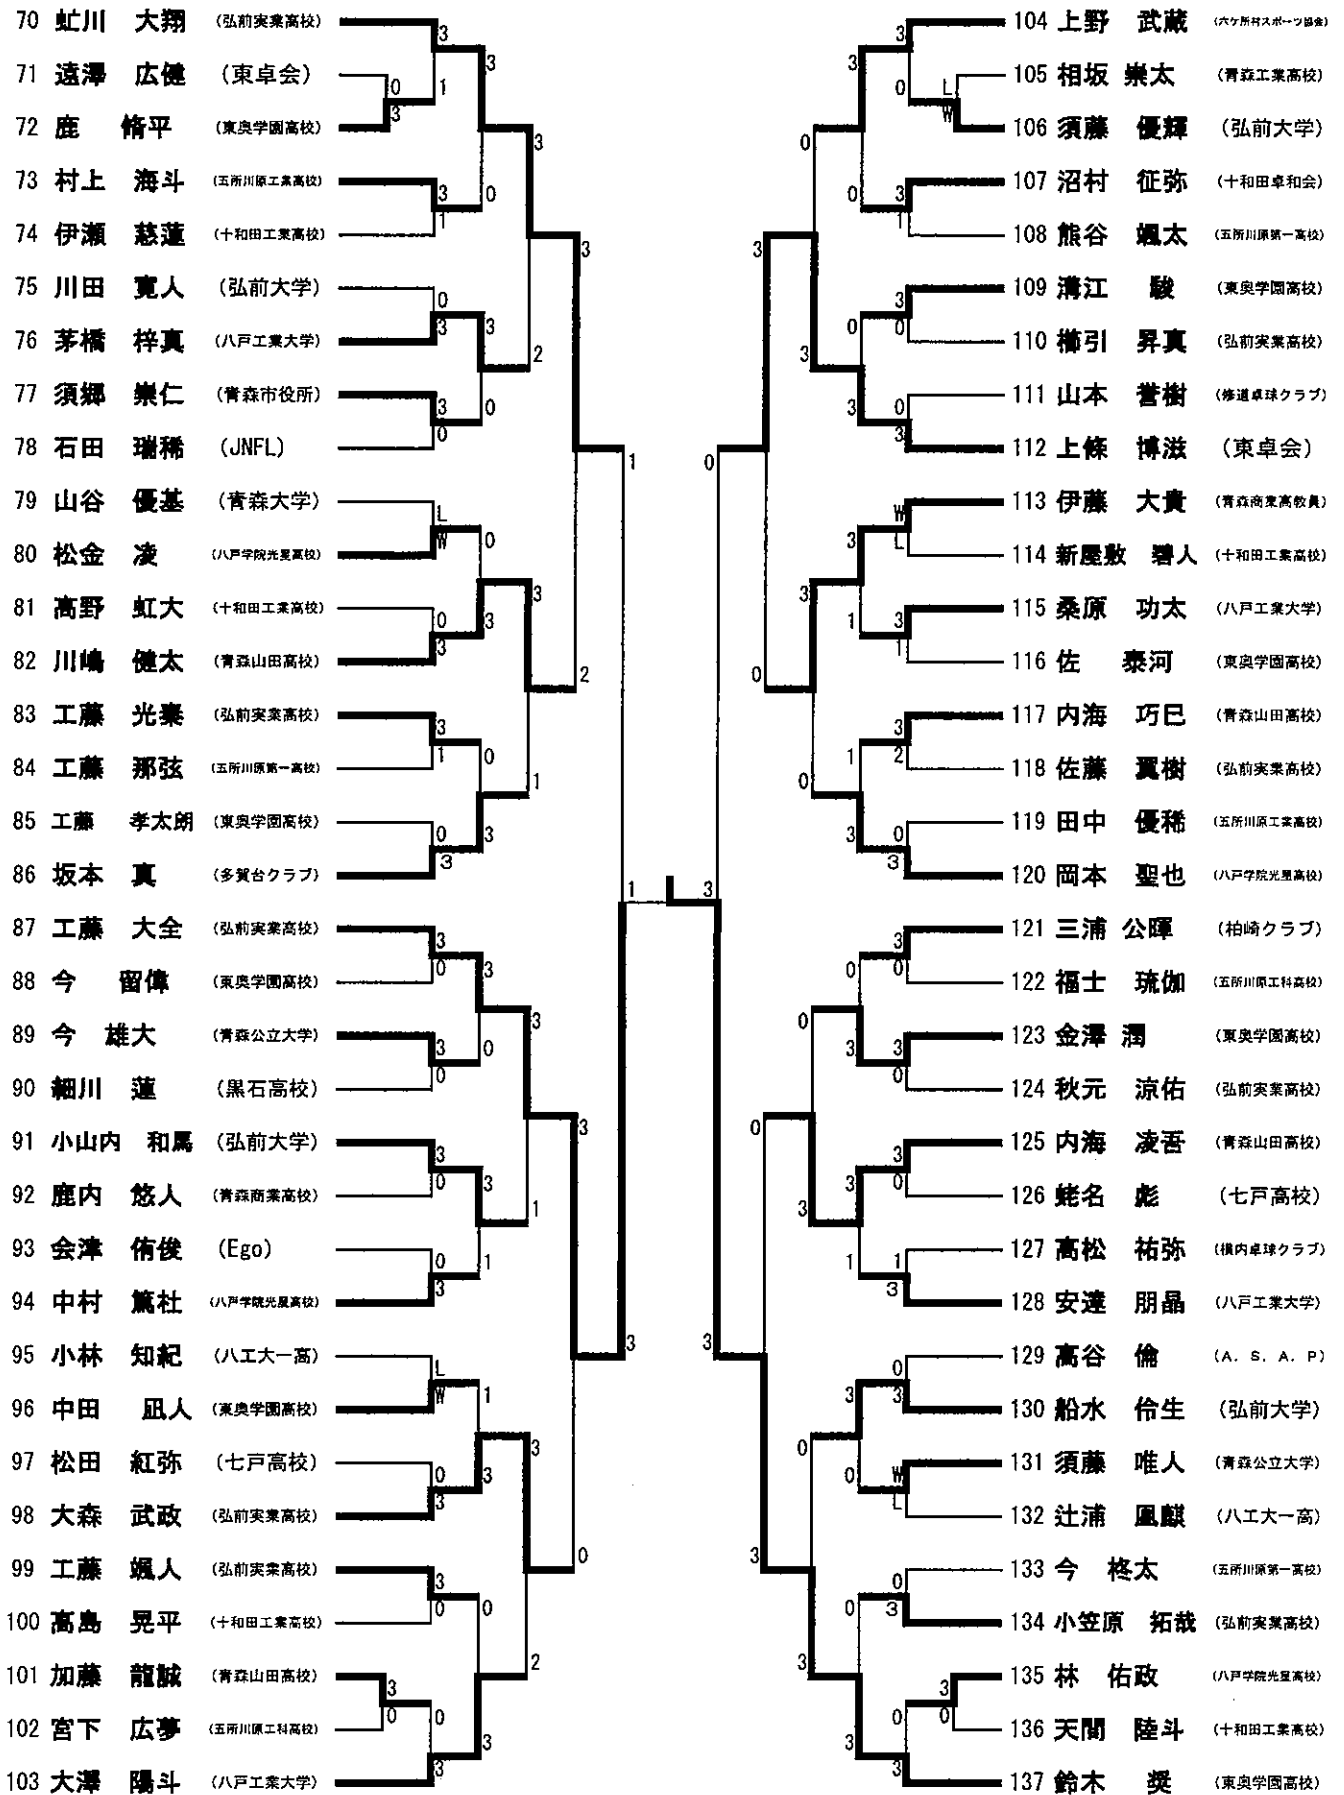 70 虻川 大翔 (弘前実業高校)
71 遠澤 広健 (東卓会)
72 鹿 脩平 (東奥学園高校)
73 村上 海斗 (五所川原工業高校)
74 伊瀬 慈蓮 (十和田工業高校)
75 川田 寛人 (弘前大学)
76 茅橋 梓真 (八戸工業大学)
77 須郷 崇仁 (青森市役所)
78 石田 瑞稀 (JNFL)
79 山谷 優基 (青森大学)
80 松金 凌 (八戸学院光星高校)
81 高野 虹大 (十和田工業高校)
82 川嶋 健太 (青森山田高校)
83 工藤 光泰 (弘前実業高校)
84 工藤 那弦 (五所川原第一高校)
85 工藤 孝太朗 (東奥学園高校)
86 坂本 真 (多賀台クラブ)
87 工藤 大全 (弘前実業高校)
88 今 留偉 (東奥学園高校)
89 今 雄大 (青森公立大学)
90 細川 蓮 (黒石高校)
91 小山内 和馬 (弘前大学)
92 鹿内 悠人 (青森商業高校)
93 会津 侑俊 (Ego)
94 中村 篤杜 (八戸学院光星高校)
95 小林 知紀 (八工大一高)
96 中田 凪人 (東奥学園高校)
97 松田 紅弥 (七戸高校)
98 大森 武政 (弘前実業高校)
99 工藤 颯人 (弘前実業高校)
100 高島 晃平 (十和田工業高校)
101 加藤 龍誠 (青森山田高校)
102 宮下 広夢 (五所川原工科高校)
103 大澤 陽斗 (八戸工業大学)
104 上野 武蔵 (六ケ所村スポーツ協会)
105 相坂 崇太 (青森工業高校)
106 須藤 優輝 (弘前大学)
107 沼村 征弥 (十和田卓和会)
108 熊谷 颯太 (五所川原第一高校)
109 溝江 駿 (東奥学園高校)
110 櫛引 昇真 (弘前実業高校)
111 山本 誉樹 (修道卓球クラブ)
112 上條 博滋 (東卓会)
113 伊藤 大貴 (青森商業高教員)
114 新屋敷 碧人 (十和田工業高校)
115 桑原 功太 (八戸工業大学)
116 佐 泰河 (東奥学園高校)
117 内海 巧巳 (青森山田高校)
118 佐藤 翼樹 (弘前実業高校)
119 田中 優稀 (五所川原工業高校)
120 岡本 聖也 (八戸学院光星高校)
121 三浦 公暉 (柏崎クラブ)
122 福士 琉伽 (五所川原工科高校)
123 金澤 潤 (東奥学園高校)
124 秋元 涼佑 (弘前実業高校)
125 内海 凌吾 (青森山田高校)
126 蛯名 彪 (七戸高校)
127 高松 祐弥 (横内卓球クラブ)
128 安達 朋晶 (八戸工業大学)
129 高谷 倫 (A. S. A. P)
130 船水 伶生 (弘前大学)
131 須藤 唯人 (青森公立大学)
132 辻浦 凰麒 (八工大一高)
133 今 柊太 (五所川原第一高校)
134 小笠原 拓哉 (弘前実業高校)
135 林 佑政 (八戸学院光星高校)
136 天間 陸斗 (十和田工業高校)
137 鈴木 奨 (東奥学園高校)